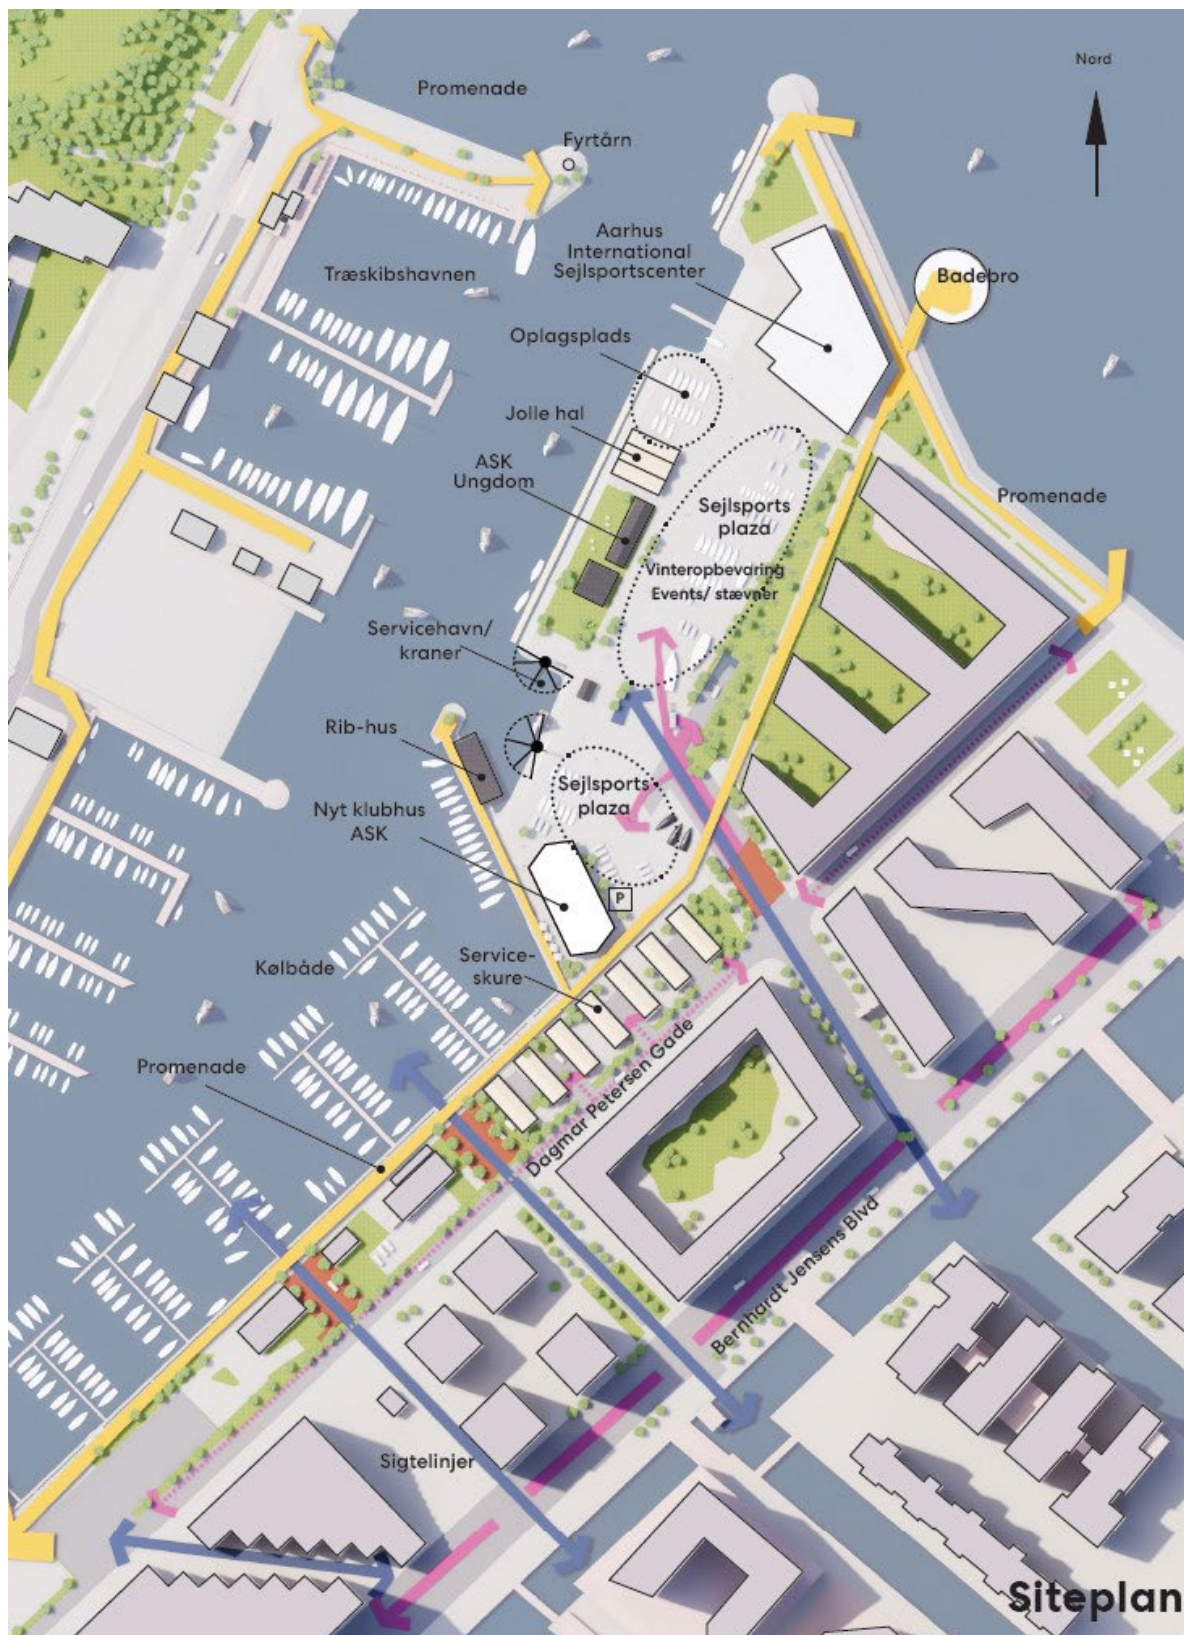 Nord
Promenade
Fyrtårn
Aarhus
International
Sejlsportscenter
Træskibshavnen
Badebro
Oplagsplads
Jolle hal
ASK
Ungdom
Sejlsports
plaza
Promenade
Vinteropbevaring
Events/ stævner
Servicehavn/
kraner
Rib-hus
Sejlsports
plaza
Nyt klubhus
ASK
P
Service-
skure
Kølbåde
Promenade
Dagmar Petersen Gade
Bernhardt Jensens Blvd
Sigtelinjer
Siteplan